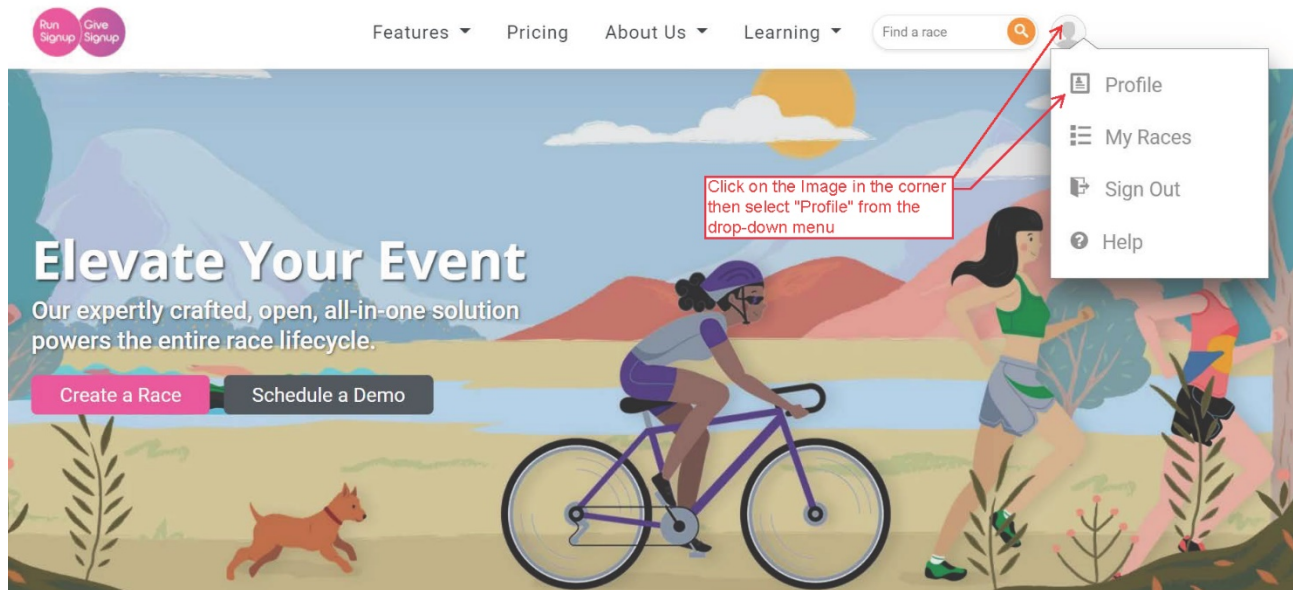 Run Give
Signup Signup
Features Pricing About Us Learning Find a race
Profile
My Races
Sign Out
Help
Click on the Image in the corner
then select "Profile" from the
drop-down menu
Elevate Your Event
Our expertly crafted, open, all-in-one solution
powers the entire race lifecycle.
Create a Race Schedule a Demo